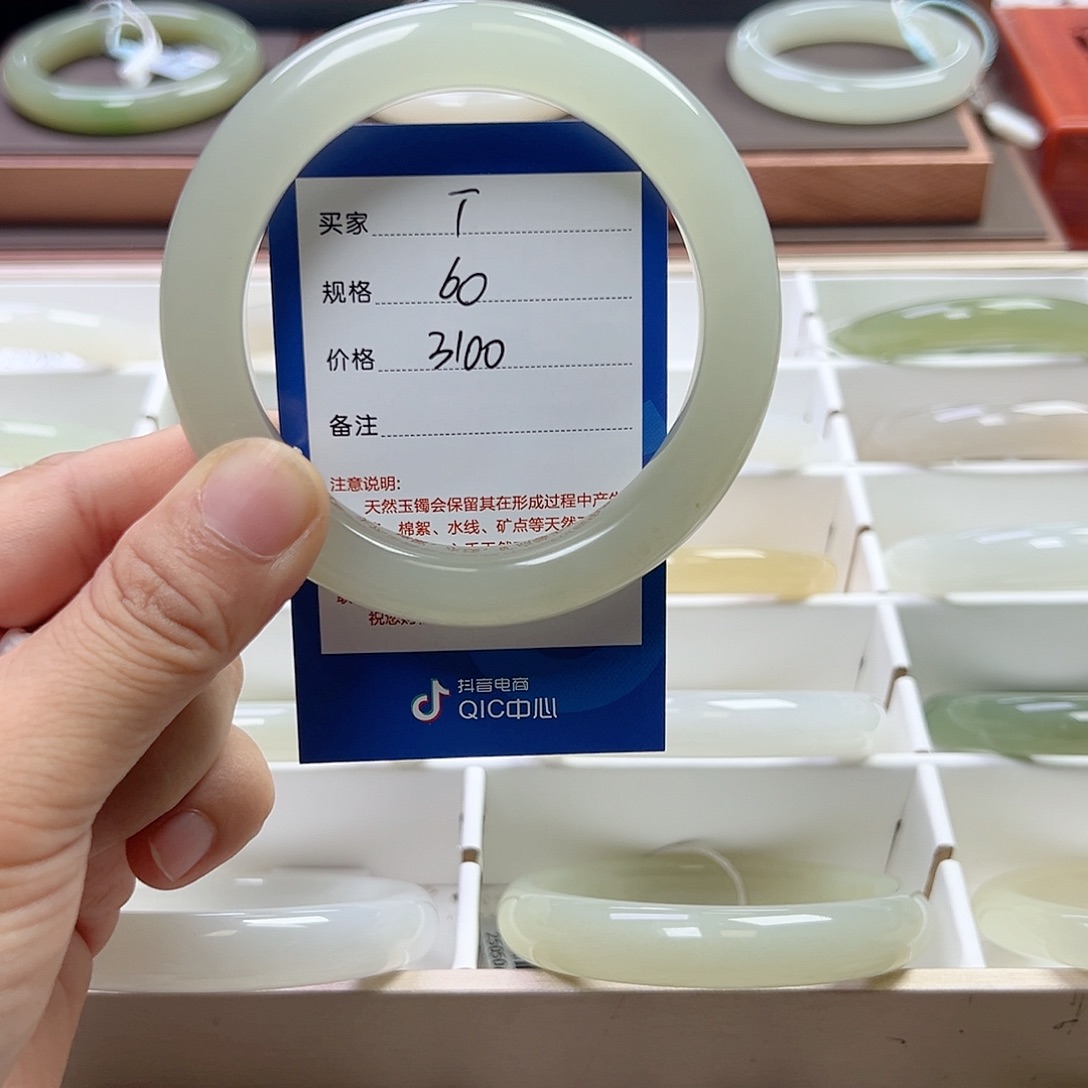 买家 T
规格 60
价格 3100
备注
注意说明:
天然玉镯会保留其在形成过程中产
棉絮、水线、矿点等天然
祝您
抖音电商
QIC中心